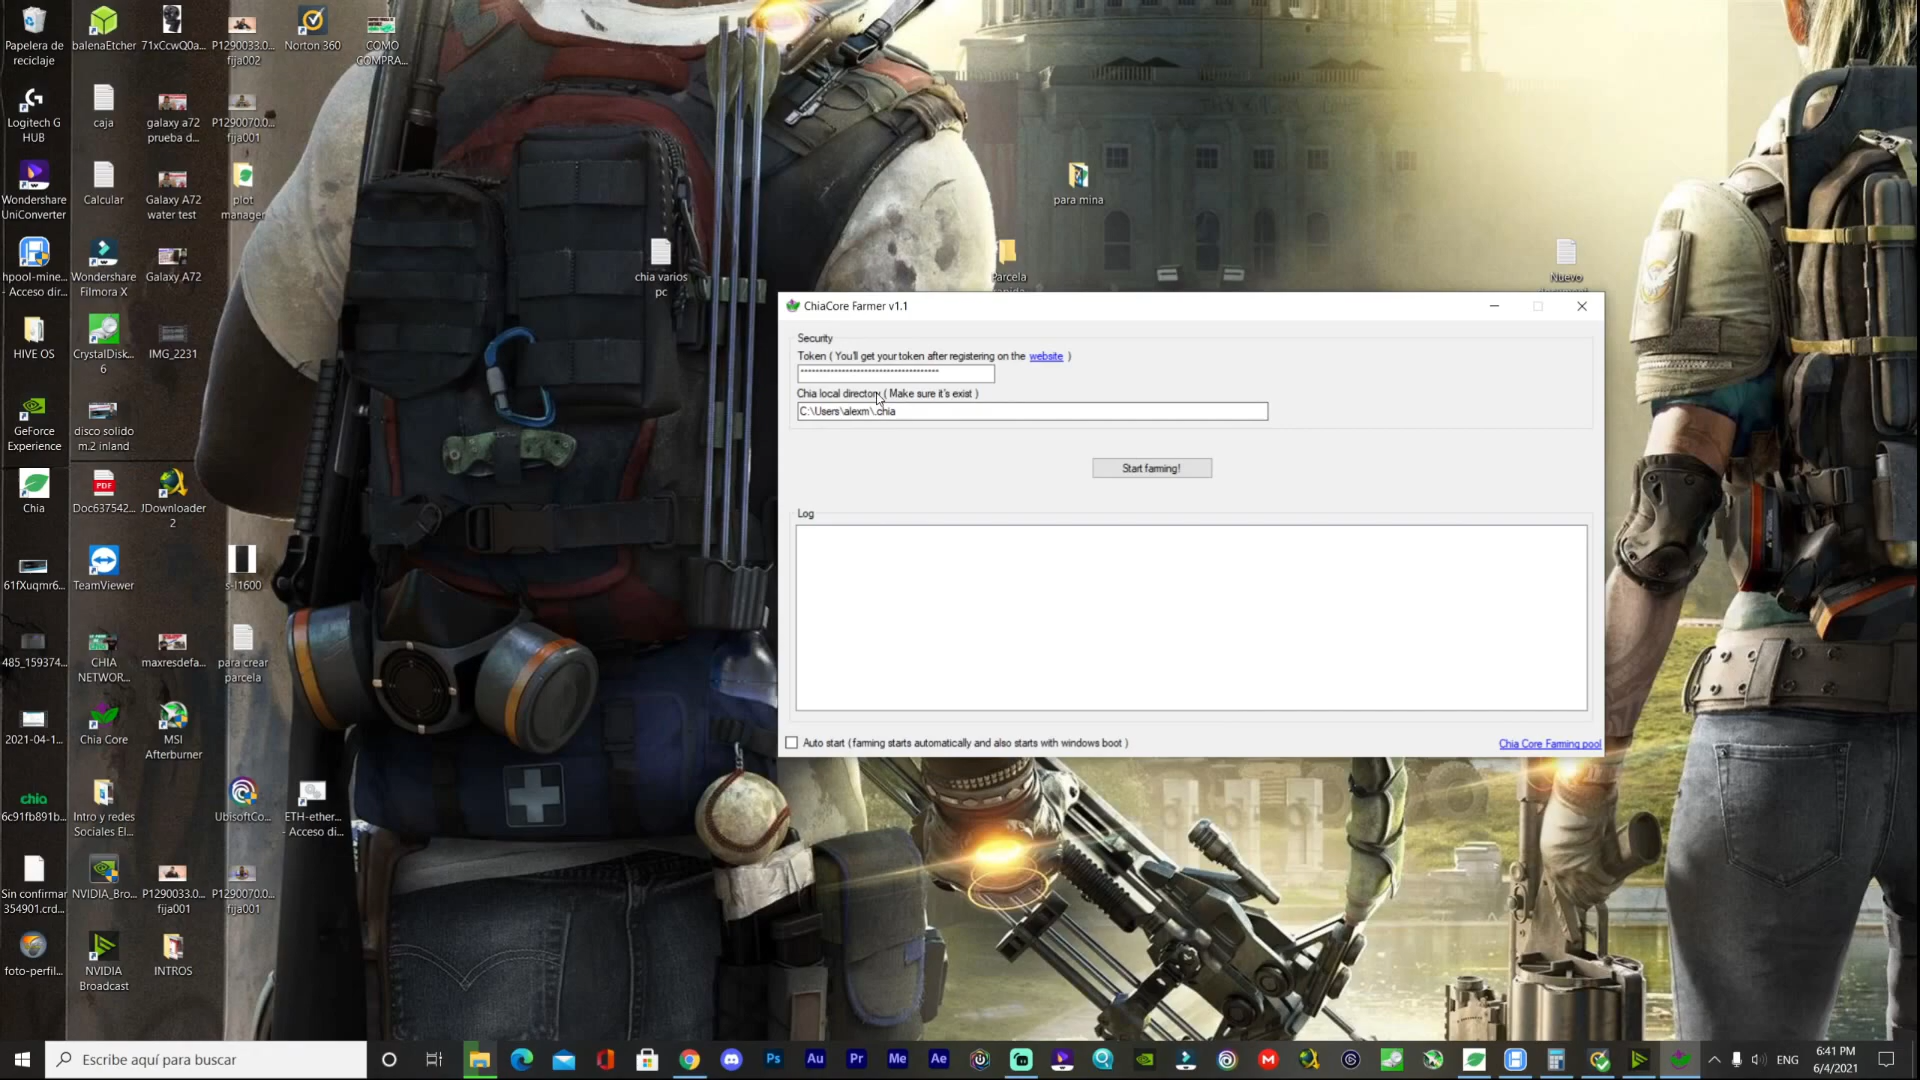 Papelera de
reciclaje
balenaEtcher
71xCcwQ0a...
P1290033.0...
fija002
Norton 360
COMO
COMPRA...
Logitech G
HUB
caja
galaxy a72
prueba d...
P1290070.0...
fija001
Wondershare
UniConverter
Calcular
Galaxy A72
water test
plot
manager
para mina
hpool-mine...
- Acceso dir...
Wondershare
Filmora X
Galaxy A72
chia varios
pc
Parcela
Nuevo
HIVE OS
CrystalDisk...
6
IMG_2231
GeForce
Experience
disco solido
m.2 inland
Chia
PDF
Doc637542...
JDownloader
2
61fXuqmr6...
TeamViewer
s-l1600
485_159374...
CHIA
NETWOR...
maxresdefa...
para crear
parcela
2021-04-1...
Chia Core
MSI
Afterburner
chia
6c91fb891b...
Intro y redes
Sociales El...
UbisoftCo...
ETH-ether...
- Acceso di...
Sin confirmar
354901.crd...
NVIDIA_Bro...
P1290033.0...
fija001
P1290070.0...
fija001
foto-perfil...
NVIDIA
Broadcast
INTROS
ChiaCore Farmer v1.1
Security
Token ( You'll get your token after registering on the website )
Chia local directory ( Make sure it's exist )
C:\Users\alexm\.chia
Start farming!
Log
Auto start (farming starts automatically and also starts with windows boot )
Chia Core Farming pool
Escribe aquí para buscar
Ps
Au
Pr
Me
Ae
ENG
6:41 PM
6/4/2021